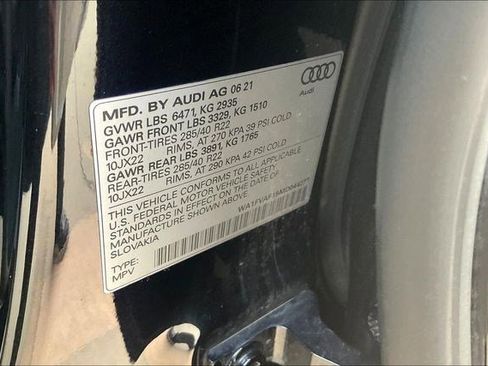 MFD. BY AUDI AG 06 21
Audi
GVWR LBS 6471, KG 2935
GAWR FRONT LBS 3329, KG 1510
FRONT-TIRES 285/40 R22
10JX22 RIMS, AT 270 KPA 39 PSI COLD
GAWR REAR LBS 3891, KG 1765
REAR-TIRES 285/40 R22
10JX22 RIMS, AT 290 KPA 42 PSI COLD
THIS VEHICLE CONFORMS TO ALL APPLICABLE
U.S. FEDERAL MOTOR VEHICLE SAFETY
STANDARDS IN EFFECT ON THE DATE OF
MANUFACTURE SHOWN ABOVE.
SLOVAKIA
TYPE:
MPV